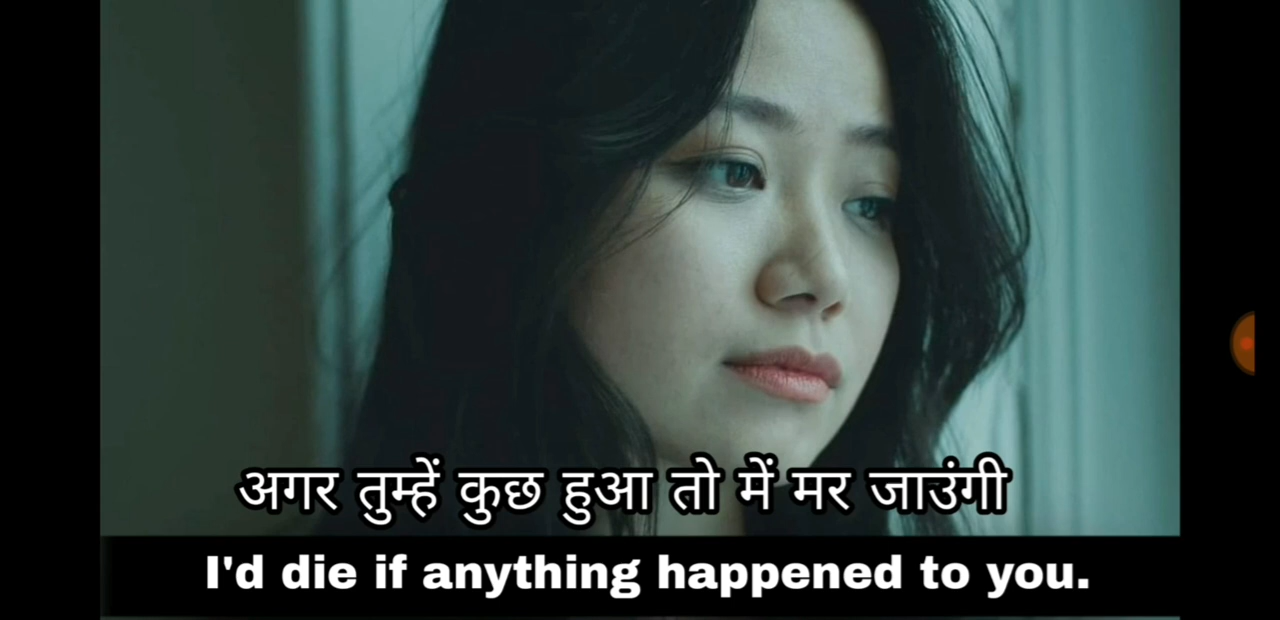 अगर तुम्हें कुछ हुआ तो में मर जाउंगी
I'd die if anything happened to you.